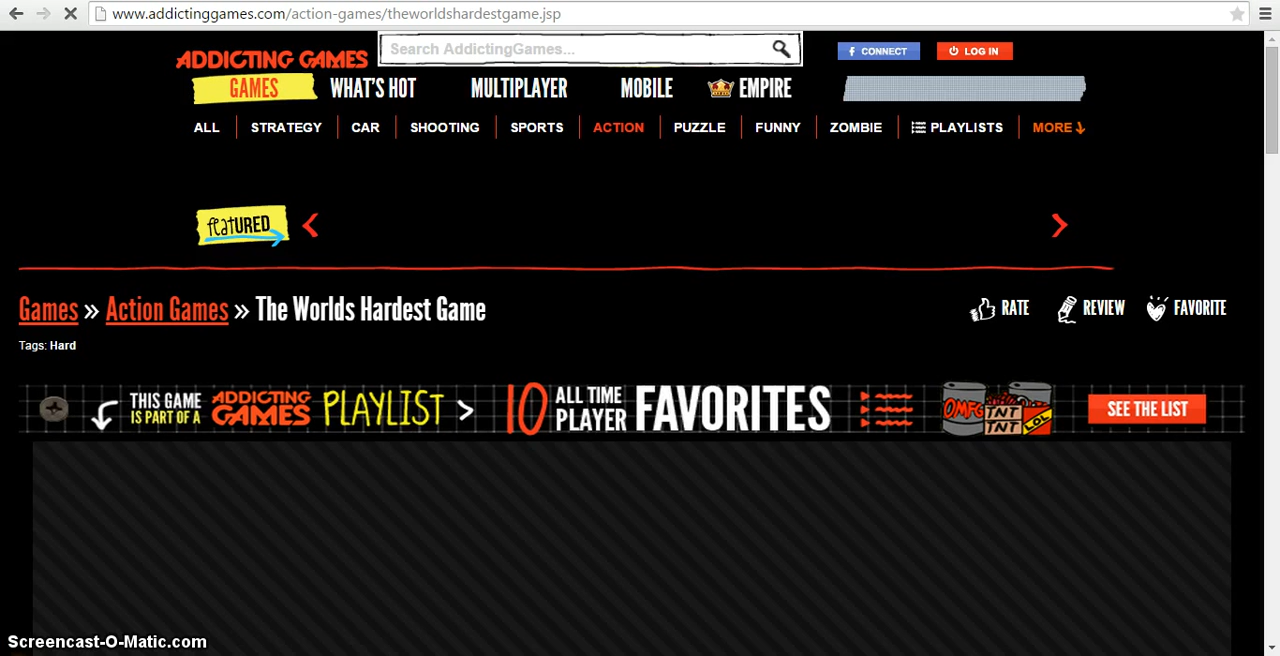 www.addictinggames.com/action-games/theworldshardestgame.jsp
ADDICTING GAMES
Search AddictingGames...
f CONNECT
LOG IN
GAMES
WHAT'S HOT
MULTIPLAYER
MOBILE
EMPIRE
ALL
STRATEGY
CAR
SHOOTING
SPORTS
ACTION
PUZZLE
FUNNY
ZOMBIE
PLAYLISTS
MORE
featURED
Games » Action Games » The Worlds Hardest Game
RATE
REVIEW
FAVORITE
Tags: Hard
THIS GAME
IS PART OF A
ADDICTING
GAMES
PLAYLIST >
10
ALL TIME
PLAYER
FAVORITES
OMFG
TNT
TNT
LOL
SEE THE LIST
Screencast-O-Matic.com